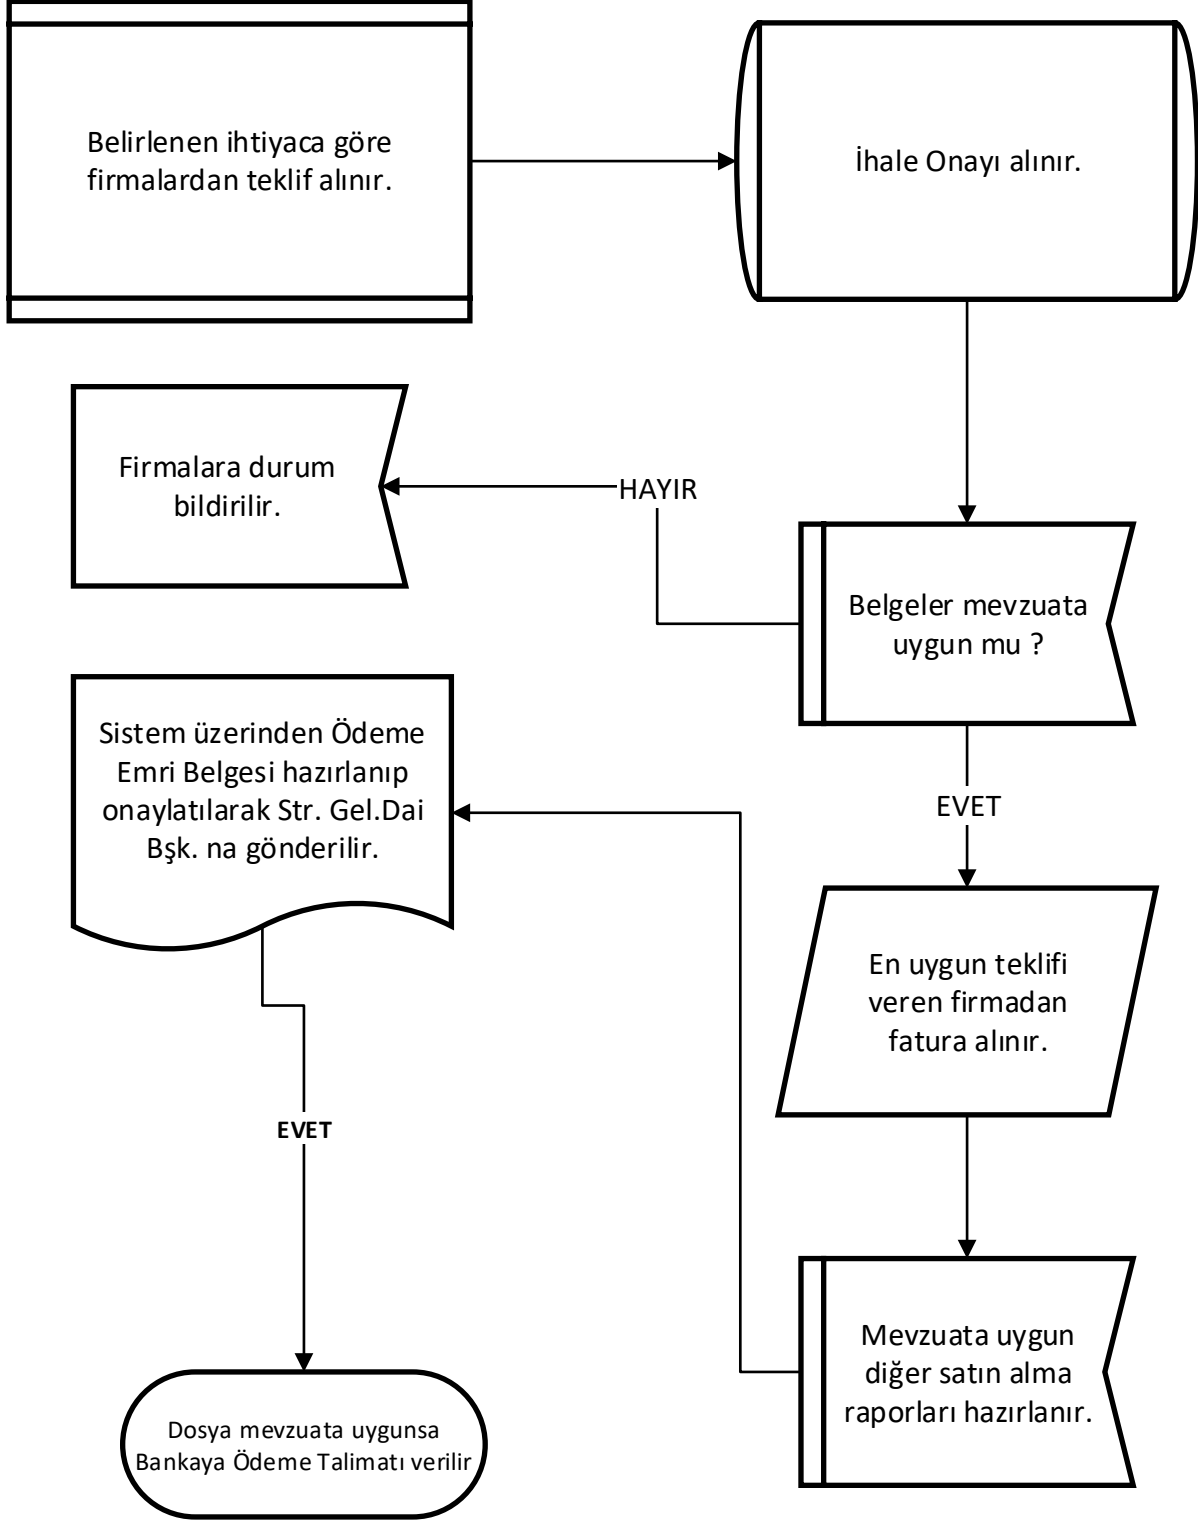 Belirlenen ihtiyaca göre
firmalardan teklif alınır.
İhale Onayı alınır.
Firmalara durum
bildirilir.
HAYIR
Belgeler mevzuata
uygun mu ?
Sistem üzerinden Ödeme
Emri Belgesi hazırlanıp
onaylatılarak Str. Gel.Dai
Bşk. na gönderilir.
EVET
En uygun teklifi
veren firmadan
fatura alınır.
EVET
Mevzuata uygun
diğer satın alma
raporları hazırlanır.
Dosya mevzuata uygunsa
Bankaya Ödeme Talimatı verilir